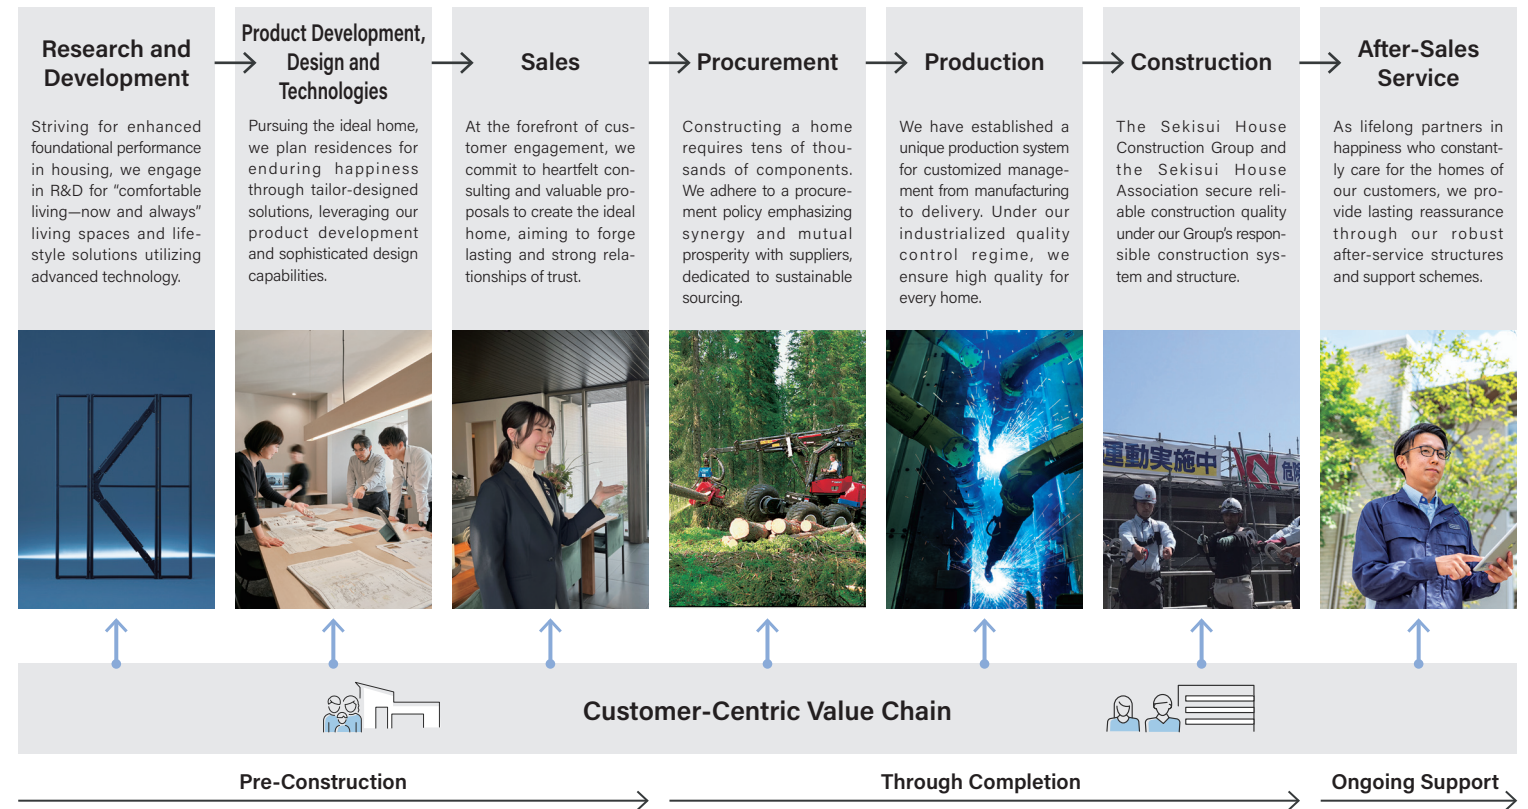 Research and
Development
Striving for enhanced
foundational performance
in housing, we engage
in R&D for “comfortable
living—now and always”
living spaces and life-
style solutions utilizing
advanced technology.
Product Development,
Design and
Technologies
Pursuing the ideal home,
we plan residences for
enduring happiness
through tailor-designed
solutions, leveraging our
product development
and sophisticated design
capabilities.
Sales
At the forefront of cus-
tomer engagement, we
commit to heartfelt con-
sulting and valuable pro-
posals to create the ideal
home, aiming to forge
lasting and strong rela-
tionships of trust.
Procurement
Constructing a home
requires tens of thou-
sands of components.
We adhere to a procure-
ment policy emphasizing
synergy and mutual
prosperity with suppliers,
dedicated to sustainable
sourcing.
Production
We have established a
unique production system
for customized manage-
ment from manufacturing
to delivery. Under our
industrialized quality
control regime, we
ensure high quality for
every home.
Construction
The Sekisui House
Construction Group and
the Sekisui House
Association secure reli-
able construction quality
under our Group’s respon-
sible construction sys-
tem and structure.
After-Sales
Service
As lifelong partners in
happiness who constant-
ly care for the homes of
our customers, we pro-
vide lasting reassurance
through our robust
after-service structures
and support schemes.
運動実施中
危険
Customer-Centric Value Chain
Pre-Construction
Through Completion
Ongoing Support